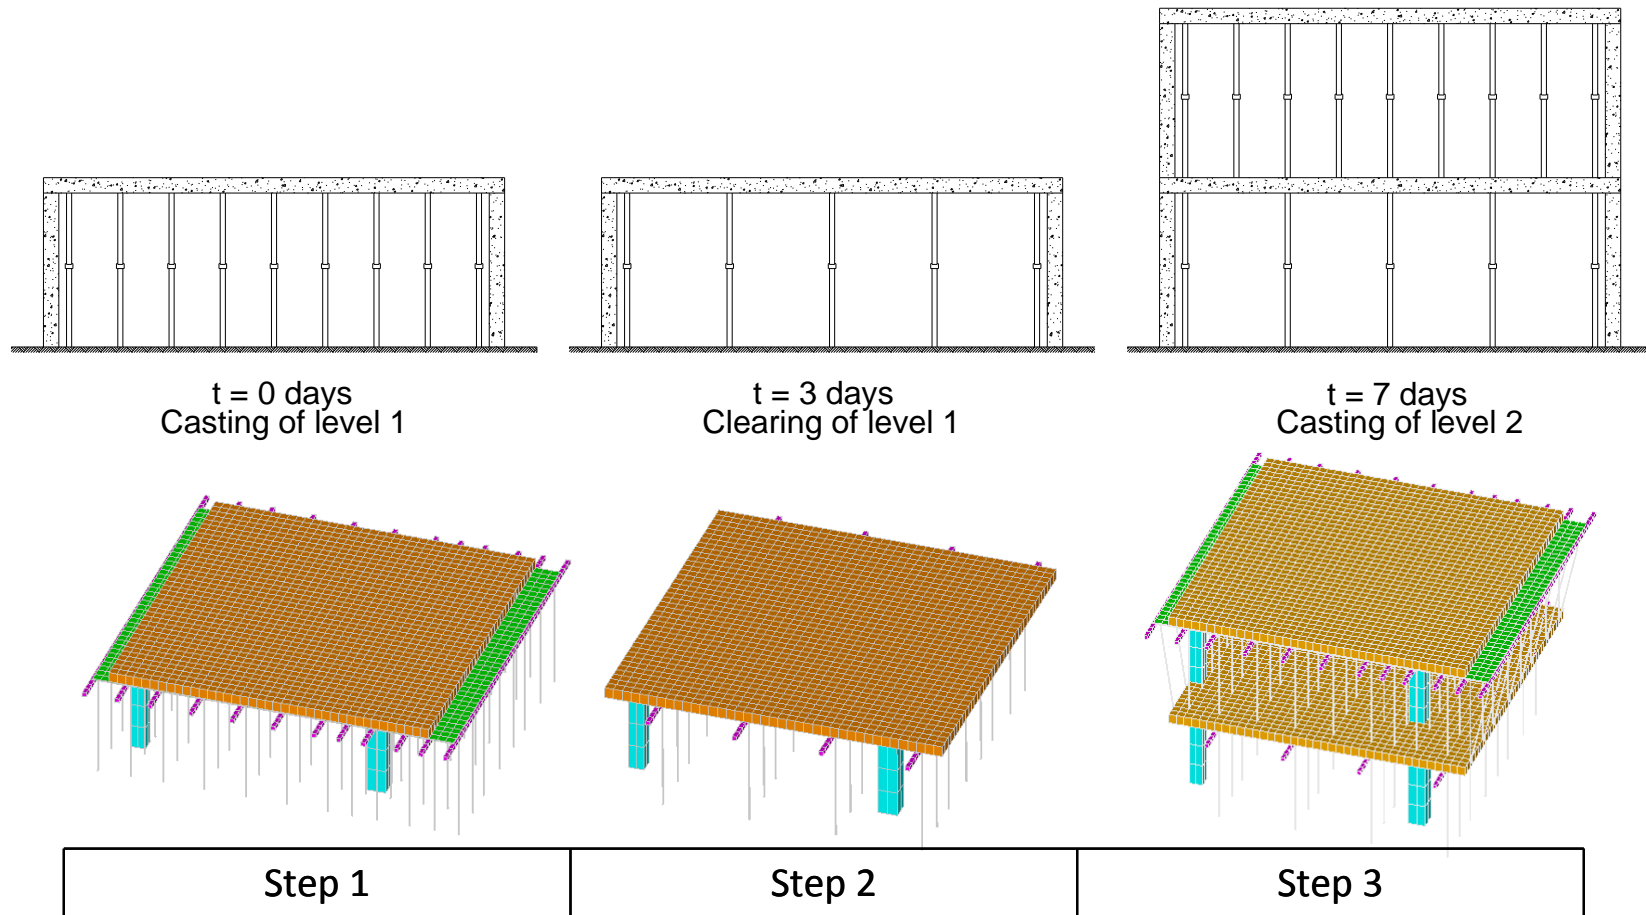 t = 0 days
Casting of level 1
t = 3 days
Clearing of level 1
t = 7 days
Casting of level 2
Step 1
Step 2
Step 3